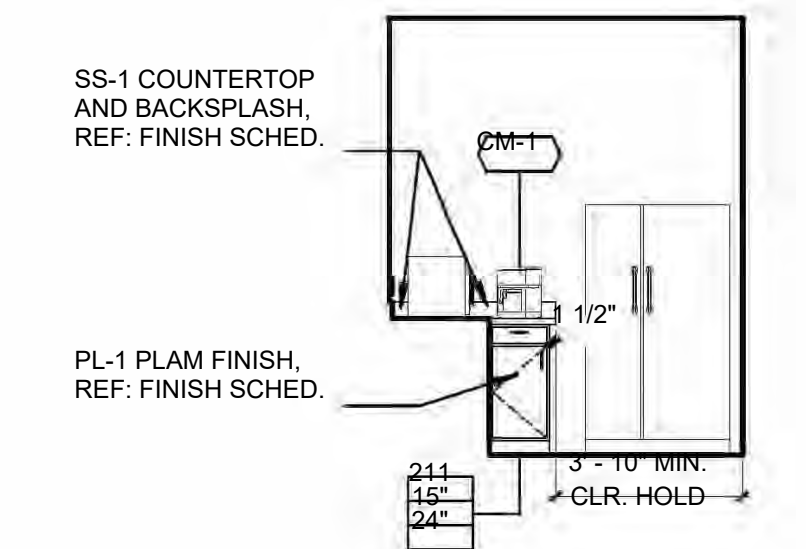 SS-1 COUNTERTOP
AND BACKSPLASH,
REF: FINISH SCHED.
CM-1
1 1/2"
PL-1 PLAM FINISH,
REF: FINISH SCHED.
3' - 10" MIN.
CLR. HOLD
211
15"
24"